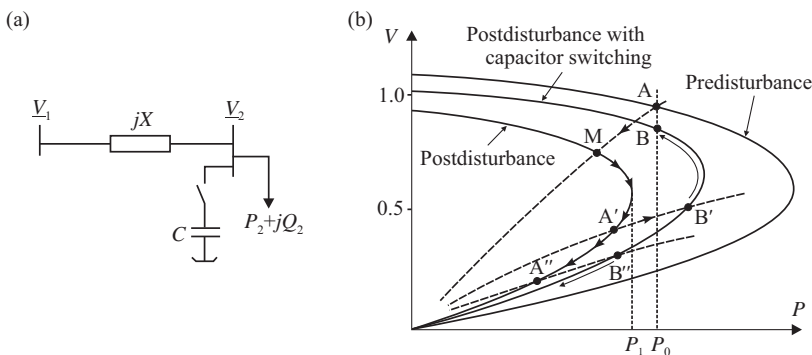 (a)
V1
jX
V2
C
P2+jQ2
(b)
V
Postdisturbance with
capacitor switching
Predisturbance
1.0
A
B
M
Postdisturbance
0.5
A′
B′
A″
B″
P
P1
P0